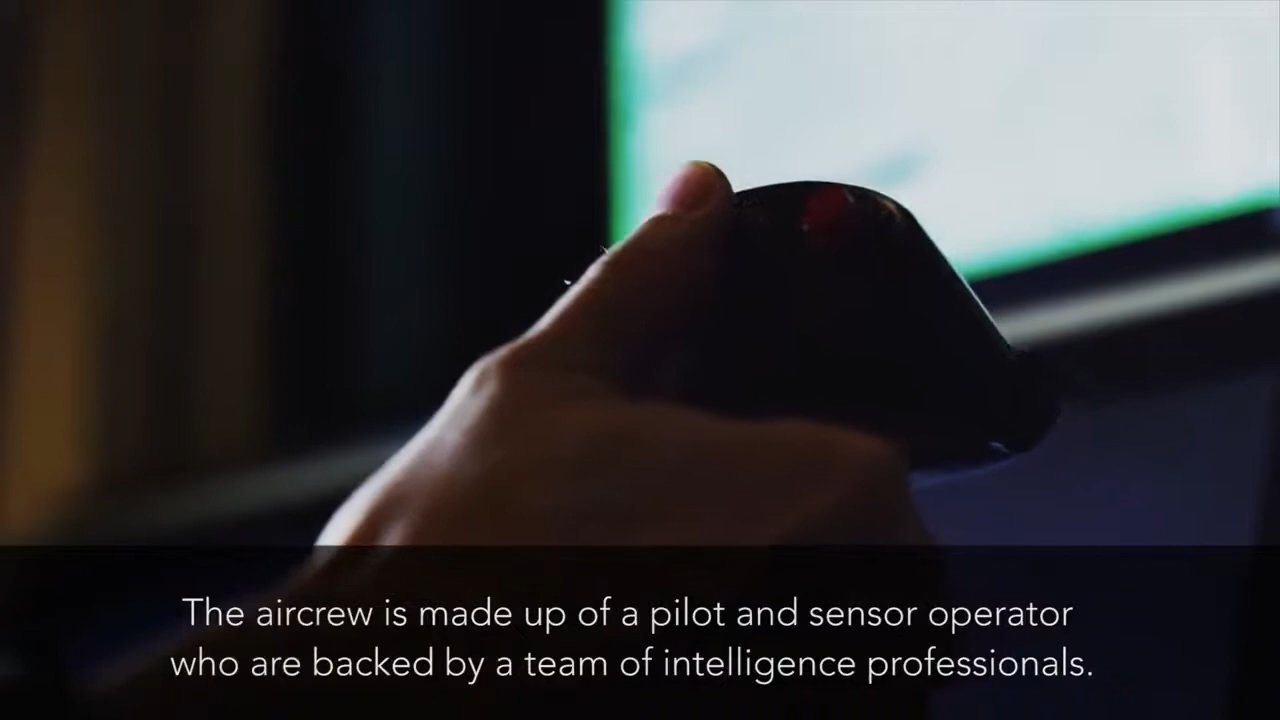 The aircrew is made up of a pilot and sensor operator
who are backed by a team of intelligence professionals.